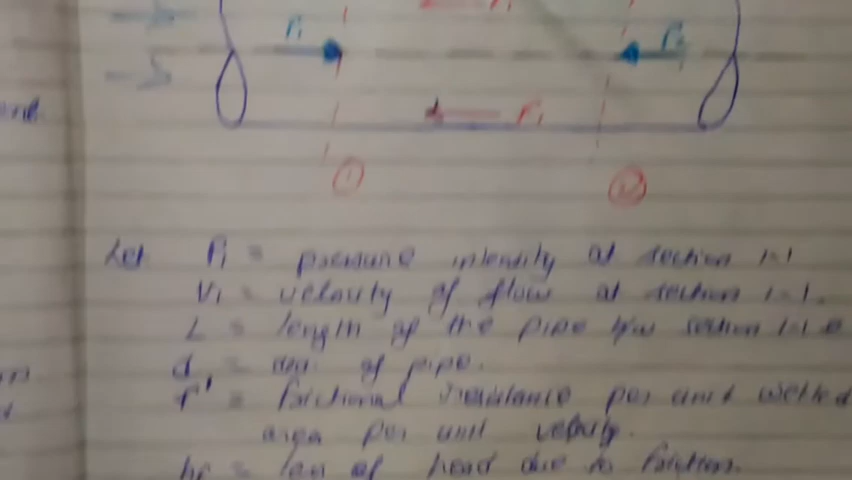 P1 P2
F1
① ②
Let P1 = pressure intensity at section 1-1
V1 = velocity of flow at section 1-1.
L = length of the pipe b/w section 1-1 &
d = dia. of pipe.
f' = frictional resistance per unit wetted
area per unit velocity.
hf = loss of head due to friction.